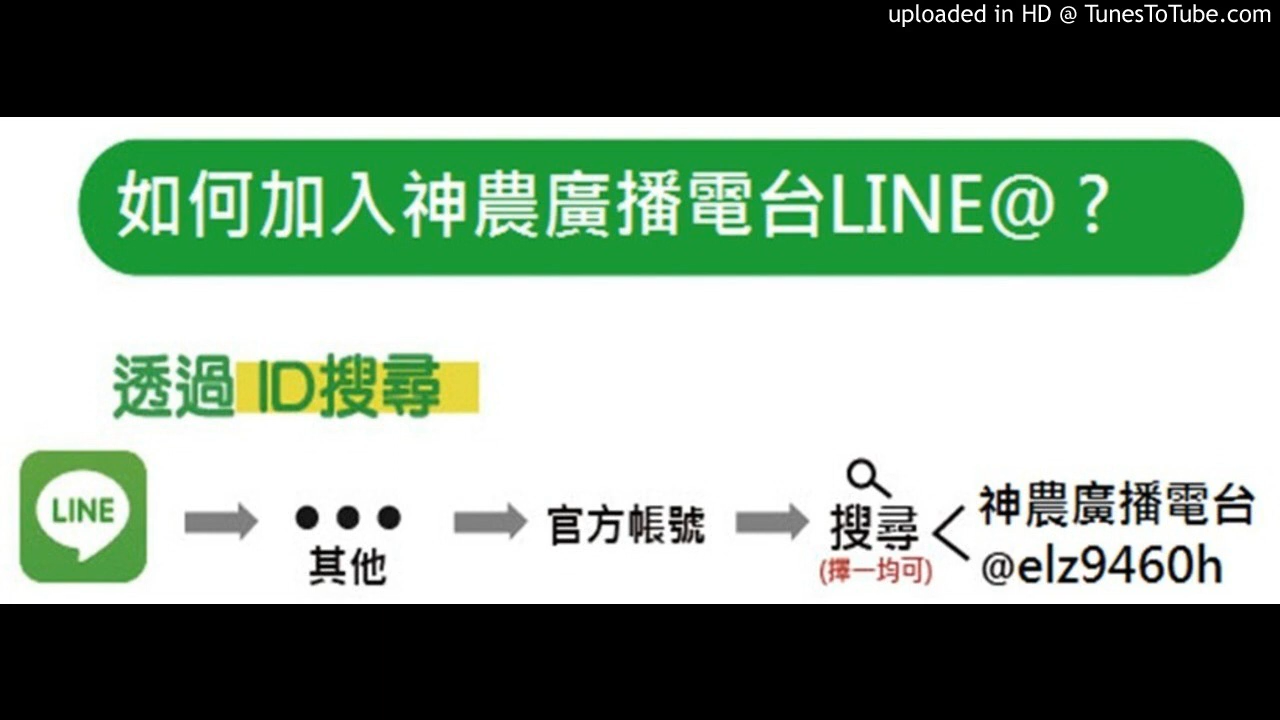 uploaded in HD @ TunesToTube.com
如何加入神農廣播電台LINE@？
透過 ID搜尋
LINE
其他
官方帳號
搜尋
(擇一均可)
神農廣播電台
@elz9460h